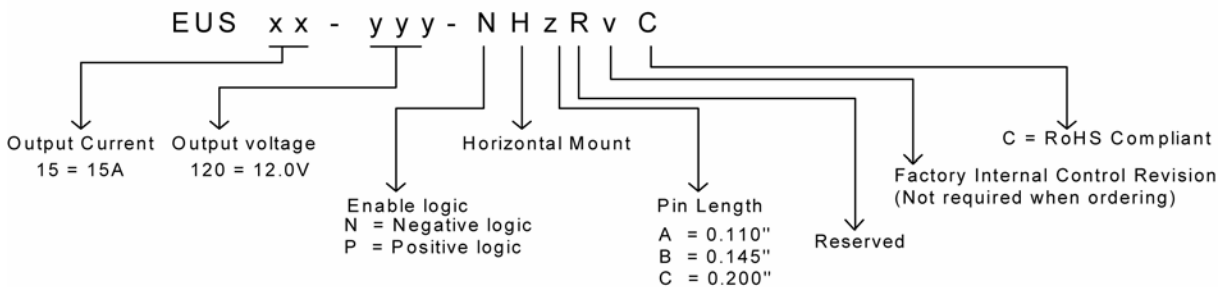 EUS xx - yyy - N H z R v C
Output Current
15 = 15A
Output voltage
120 = 12.0V
Enable logic
N = Negative logic
P = Positive logic
Horizontal Mount
Pin Length
A = 0.110"
B = 0.145"
C = 0.200"
Reserved
Factory Internal Control Revision
(Not required when ordering)
C = RoHS Compliant